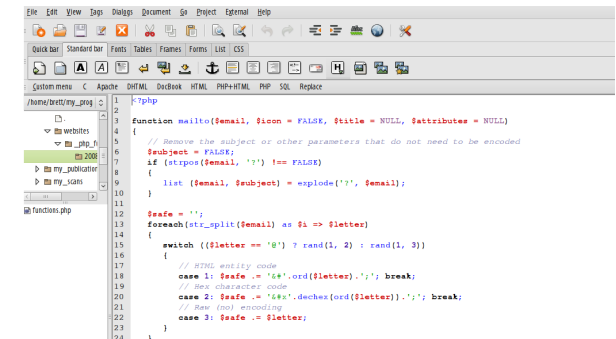 File Edit View Tags Dialogs Document Go Project External Help
Quick bar Standard bar Fonts Tables Frames Forms List CSS
Custom menu C Apache DHTML DocBook HTML PHP+HTML PHP SQL Replace
/home/brett/my_prog
.
websites
_php_f
2008
my_publication
my_scans
functions.php
1 <?php
2
3 function mailto($email, $icon = FALSE, $title = NULL, $attributes = NULL)
4 {
5 // Remove the subject or other parameters that do not need to be encoded
6 $subject = FALSE;
7 if (strpos($email, '?') !== FALSE)
8 {
9 list ($email, $subject) = explode('?', $email);
10 }
11
12 $safe = '';
13 foreach(str_split($email) as $i => $letter)
14 {
15 switch (($letter == '@') ? rand(1, 2) : rand(1, 3))
16 {
17 // HTML entity code
18 case 1: $safe .= '&#'.ord($letter).';'; break;
19 // Hex character code
20 case 2: $safe .= '&#x'.dechex(ord($letter)).';'; break;
21 // Raw (no) encoding
22 case 3: $safe .= $letter;
23 }
24 }